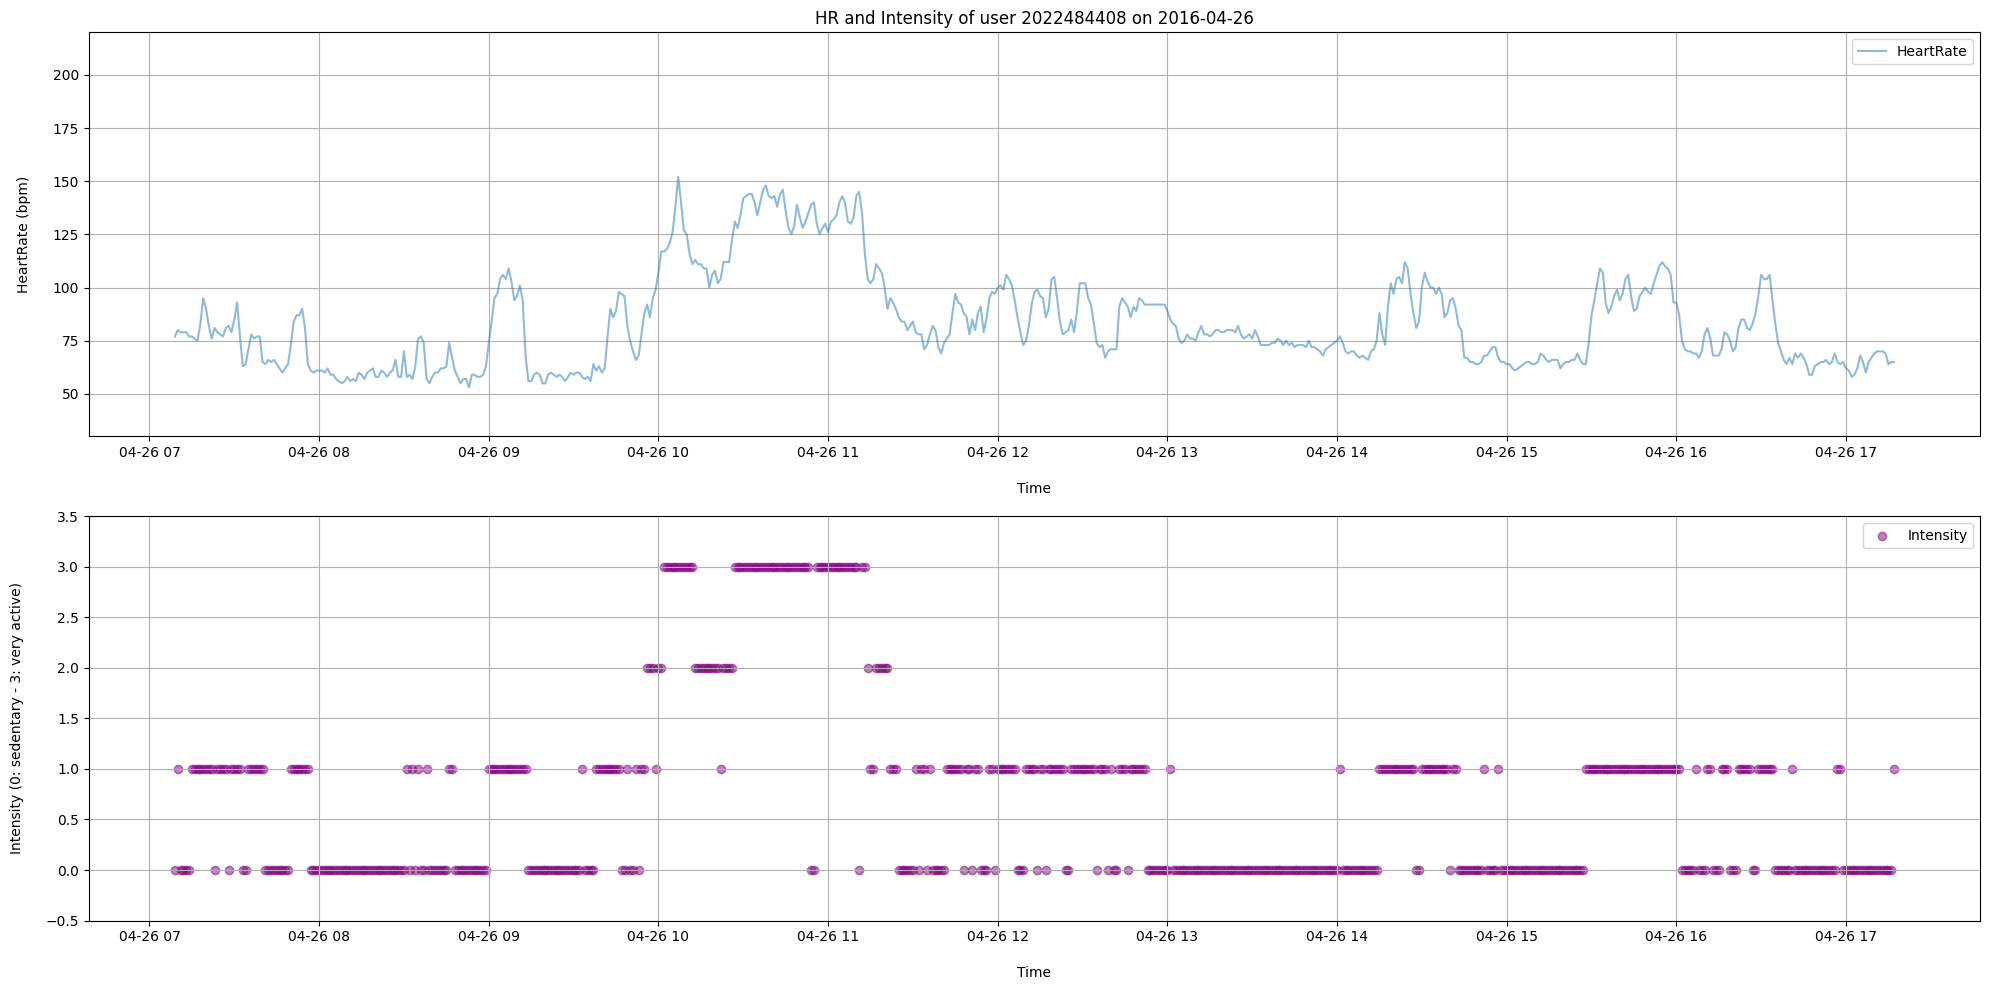 HR and Intensity of user 2022484408 on 2016-04-26
HeartRate
200
175
150
125
100
75
50
HeartRate (bpm)
04-26 07 04-26 08 04-26 09 04-26 10 04-26 11 04-26 12 04-26 13 04-26 14 04-26 15 04-26 16 04-26 17
Time
Intensity
3.5
3.0
2.5
2.0
1.5
1.0
0.5
0.0
−0.5
Intensity (0: sedentary - 3: very active)
04-26 07 04-26 08 04-26 09 04-26 10 04-26 11 04-26 12 04-26 13 04-26 14 04-26 15 04-26 16 04-26 17
Time